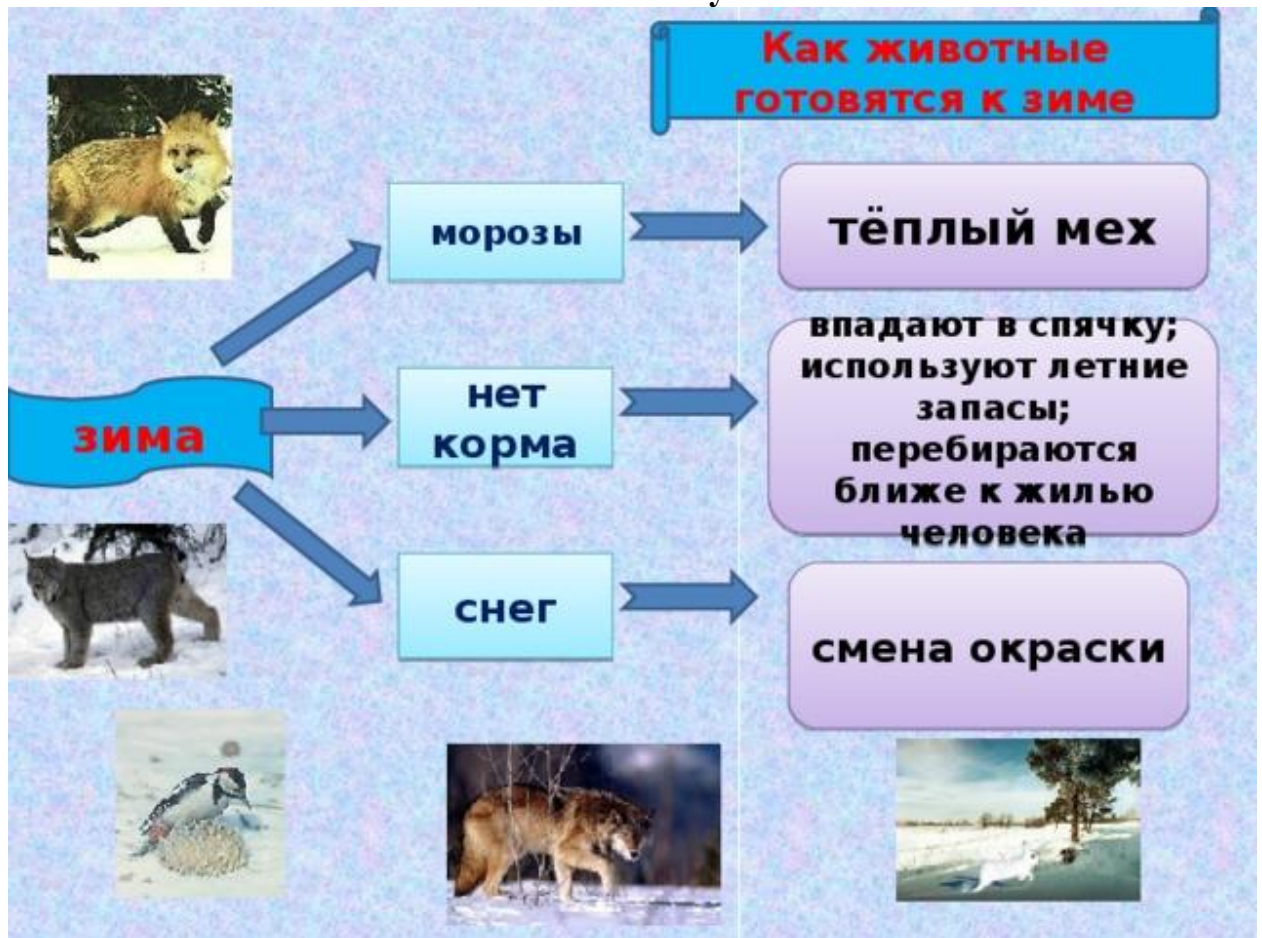 Как животные
готовятся к зиме
морозы
тёплый мех
зима
нет
корма
впадают в спячку;
используют летние
запасы;
перебираются
ближе к жилью
человека
снег
смена окраски